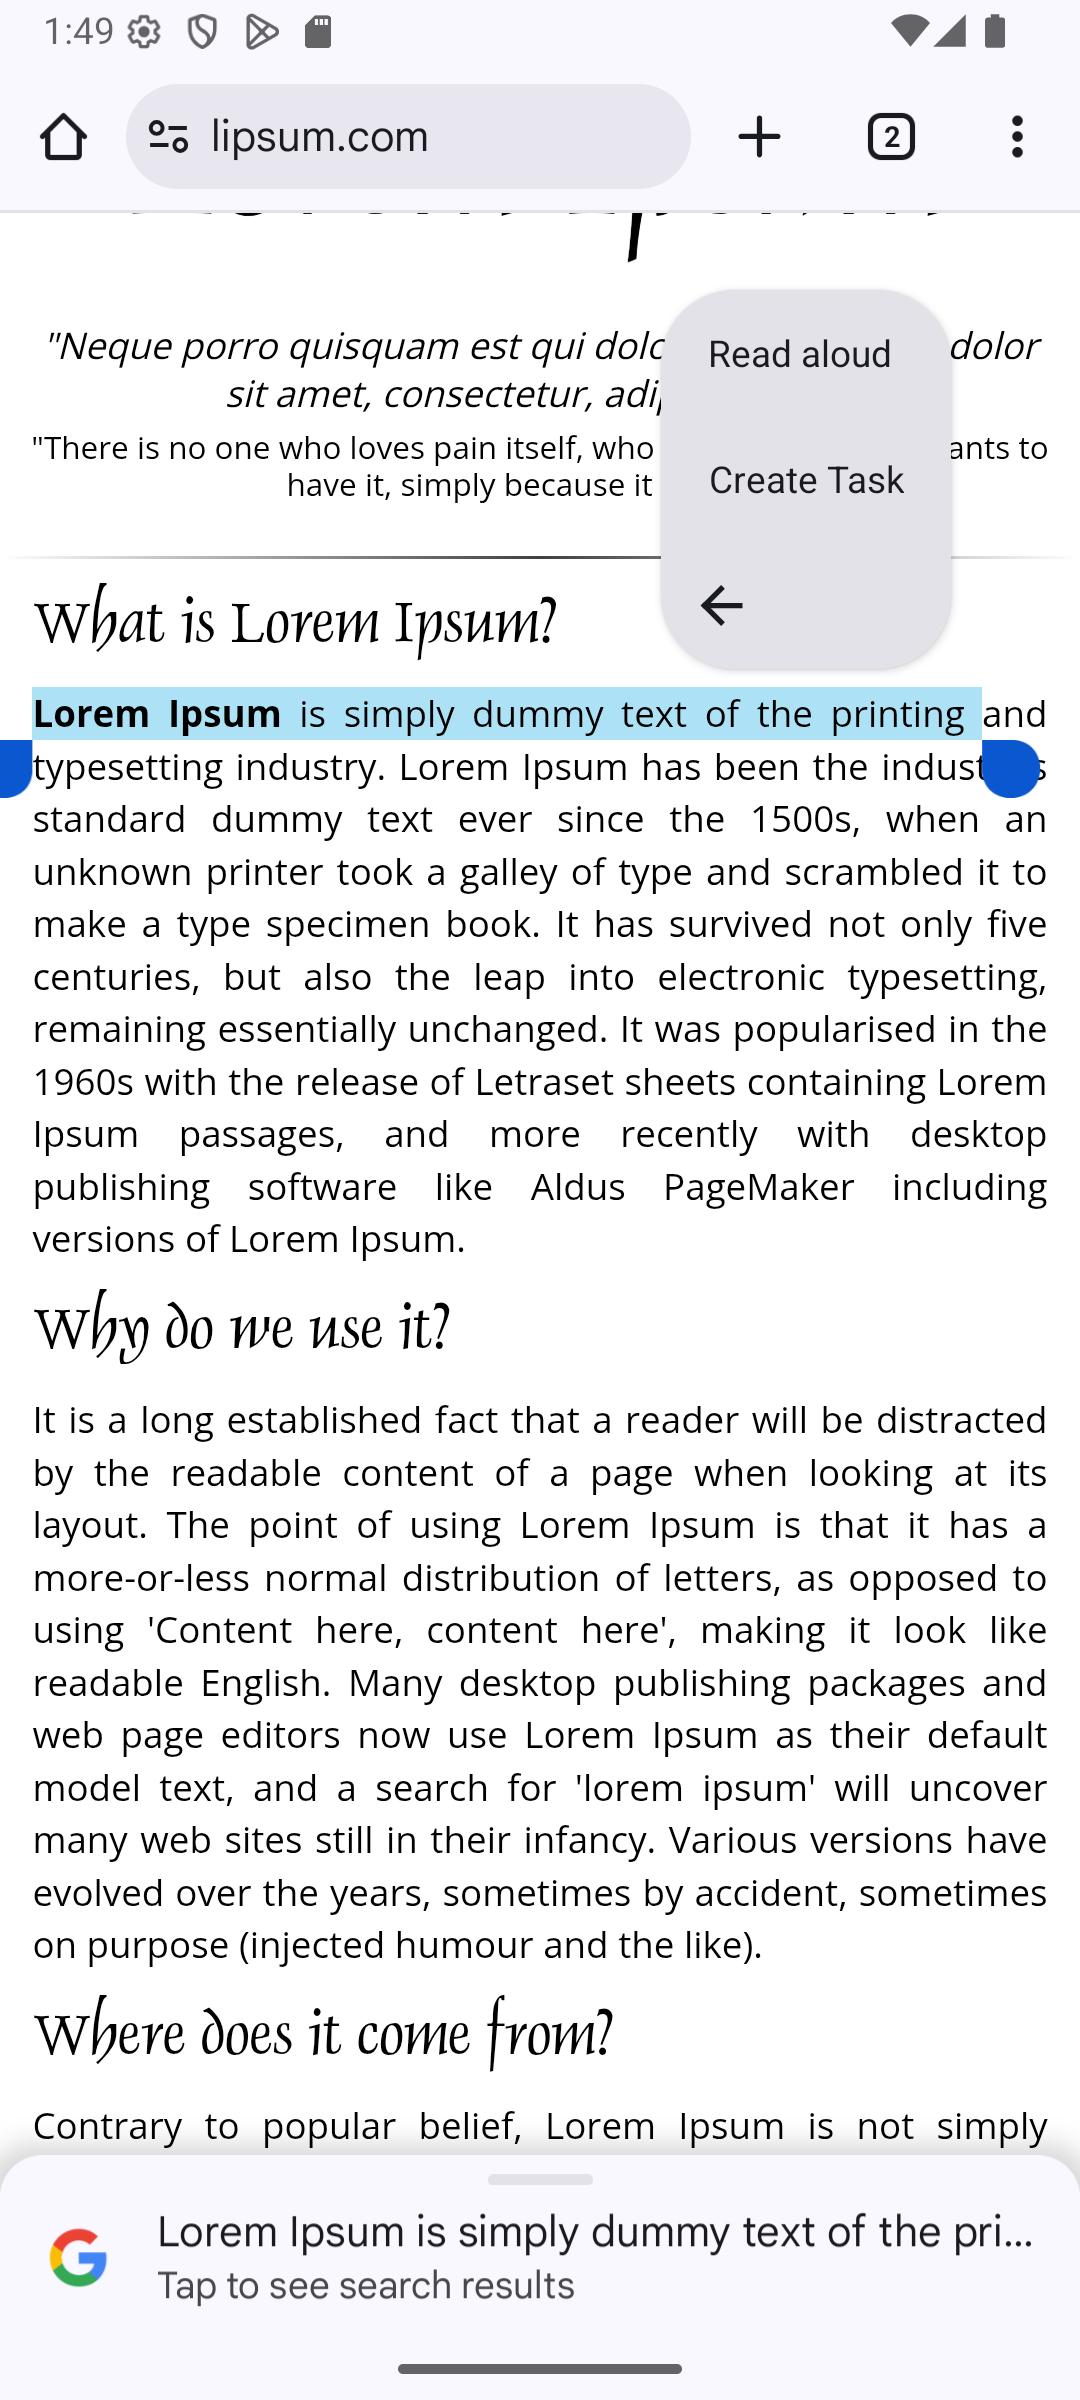 1:49
lipsum.com
2
"Neque porro quisquam est qui dolo
dolor
sit amet, consectetur, adip
"There is no one who loves pain itself, who
ants to
have it, simply because it
Read aloud
Create Task
What is Lorem Ipsum?
Lorem Ipsum is simply dummy text of the printing and
typesetting industry. Lorem Ipsum has been the indust s
standard dummy text ever since the 1500s, when an
unknown printer took a galley of type and scrambled it to
make a type specimen book. It has survived not only five
centuries, but also the leap into electronic typesetting,
remaining essentially unchanged. It was popularised in the
1960s with the release of Letraset sheets containing Lorem
Ipsum passages, and more recently with desktop
publishing software like Aldus PageMaker including
versions of Lorem Ipsum.
Why do we use it?
It is a long established fact that a reader will be distracted
by the readable content of a page when looking at its
layout. The point of using Lorem Ipsum is that it has a
more-or-less normal distribution of letters, as opposed to
using 'Content here, content here', making it look like
readable English. Many desktop publishing packages and
web page editors now use Lorem Ipsum as their default
model text, and a search for 'lorem ipsum' will uncover
many web sites still in their infancy. Various versions have
evolved over the years, sometimes by accident, sometimes
on purpose (injected humour and the like).
Where does it come from?
Contrary to popular belief, Lorem Ipsum is not simply
Lorem Ipsum is simply dummy text of the pri...
Tap to see search results